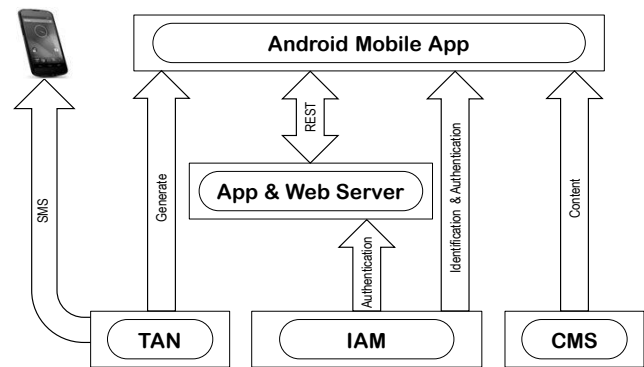 Android Mobile App
SMS
Generate
REST
Identification & Authentication
Content
App & Web Server
Authentication
TAN
IAM
CMS